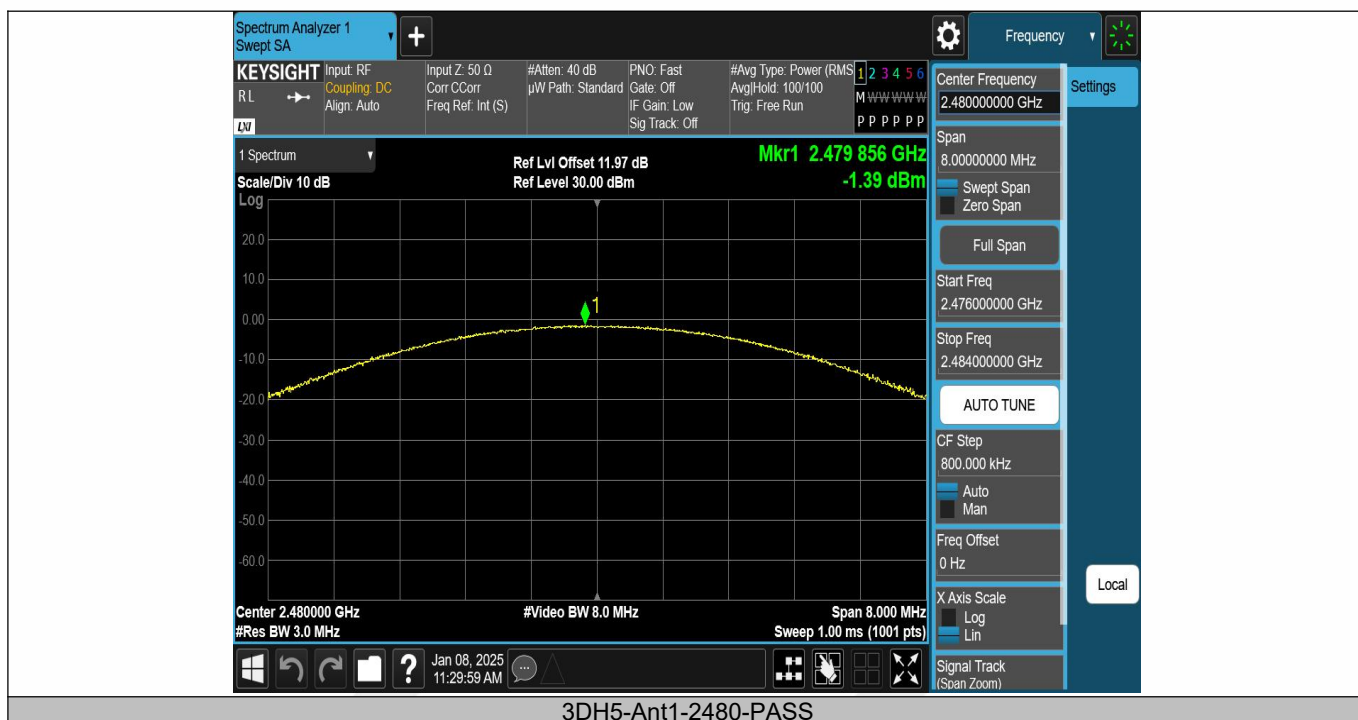 Spectrum Analyzer 1
Swept SA
Frequency
KEYSIGHT
RL
LXI
Input: RF
Coupling: DC
Align: Auto
Input Z: 50 Ω
Corr CCorr
Freq Ref: Int (S)
#Atten: 40 dB
µW Path: Standard
PNO: Fast
Gate: Off
IF Gain: Low
Sig Track: Off
#Avg Type: Power (RMS
Avg|Hold: 100/100
Trig: Free Run
1 2 3 4 5 6
M W W W W W
P P P P P P
1 Spectrum
Scale/Div 10 dB
Log
Ref Lvl Offset 11.97 dB
Ref Level 30.00 dBm
Mkr1 2.479 856 GHz
-1.39 dBm
20.0
10.0
0.00
-10.0
-20.0
-30.0
-40.0
-50.0
-60.0
1
Center 2.480000 GHz
#Res BW 3.0 MHz
#Video BW 8.0 MHz
Span 8.000 MHz
Sweep 1.00 ms (1001 pts)
Center Frequency
2.480000000 GHz
Settings
Span
8.00000000 MHz
Swept Span
Zero Span
Full Span
Start Freq
2.476000000 GHz
Stop Freq
2.484000000 GHz
AUTO TUNE
CF Step
800.000 kHz
Auto
Man
Freq Offset
0 Hz
X Axis Scale
Log
Lin
Local
Signal Track
(Span Zoom)
?
Jan 08, 2025
11:29:59 AM
3DH5-Ant1-2480-PASS